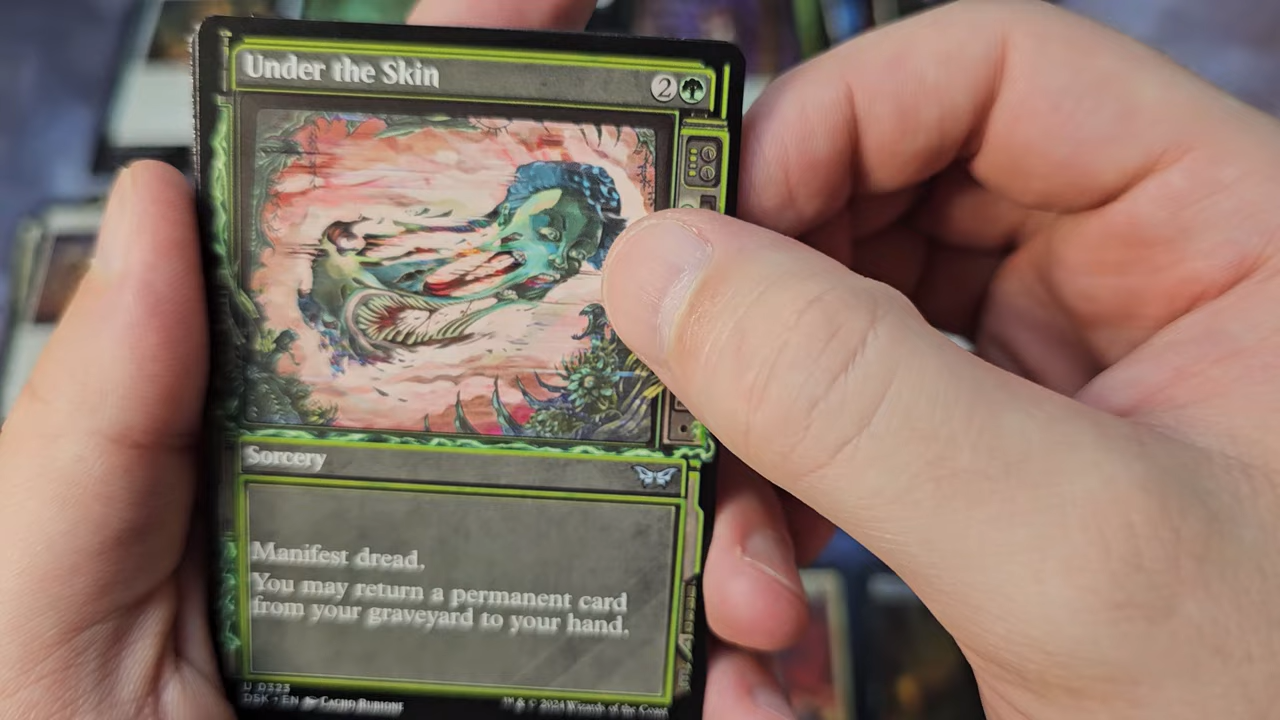 Under the Skin
2
Sorcery
Manifest dread.
You may return a permanent card
from your graveyard to your hand.
U 0323
DSK • EN Cacho Rubione
™ & © 2024 Wizards of the Coast